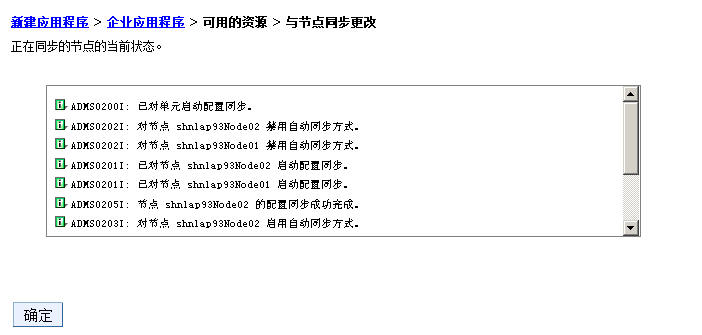 新建应用程序 > 企业应用程序 > 可用的资源 > 与节点同步更改
正在同步的节点的当前状态。
ADMS0200I: 已对单元启动配置同步。
ADMS0202I: 对节点 shnlap93Node02 禁用自动同步方式。
ADMS0202I: 对节点 shnlap93Node01 禁用自动同步方式。
ADMS0201I: 已对节点 shnlap93Node02 启动配置同步。
ADMS0201I: 已对节点 shnlap93Node01 启动配置同步。
ADMS0205I: 节点 shnlap93Node02 的配置同步成功完成。
ADMS0203I: 对节点 shnlap93Node02 启用自动同步方式。
确定